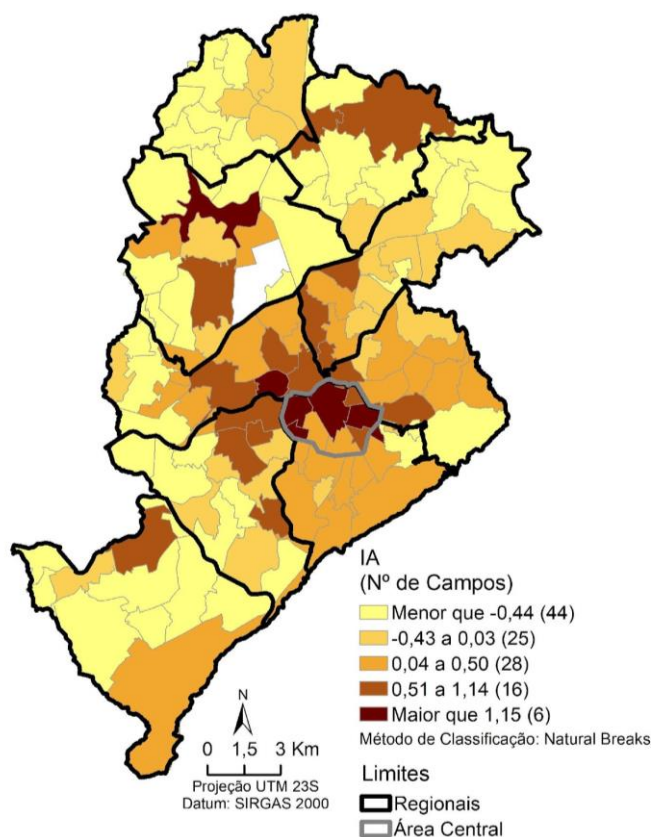 IA
(Nº de Campos)
Menor que -0,44 (44)
-0,43 a 0,03 (25)
0,04 a 0,50 (28)
0,51 a 1,14 (16)
Maior que 1,15 (6)
Método de Classificação: Natural Breaks
Limites
Regionais
Área Central
N
0 1,5 3 Km
Projeção UTM 23S
Datum: SIRGAS 2000